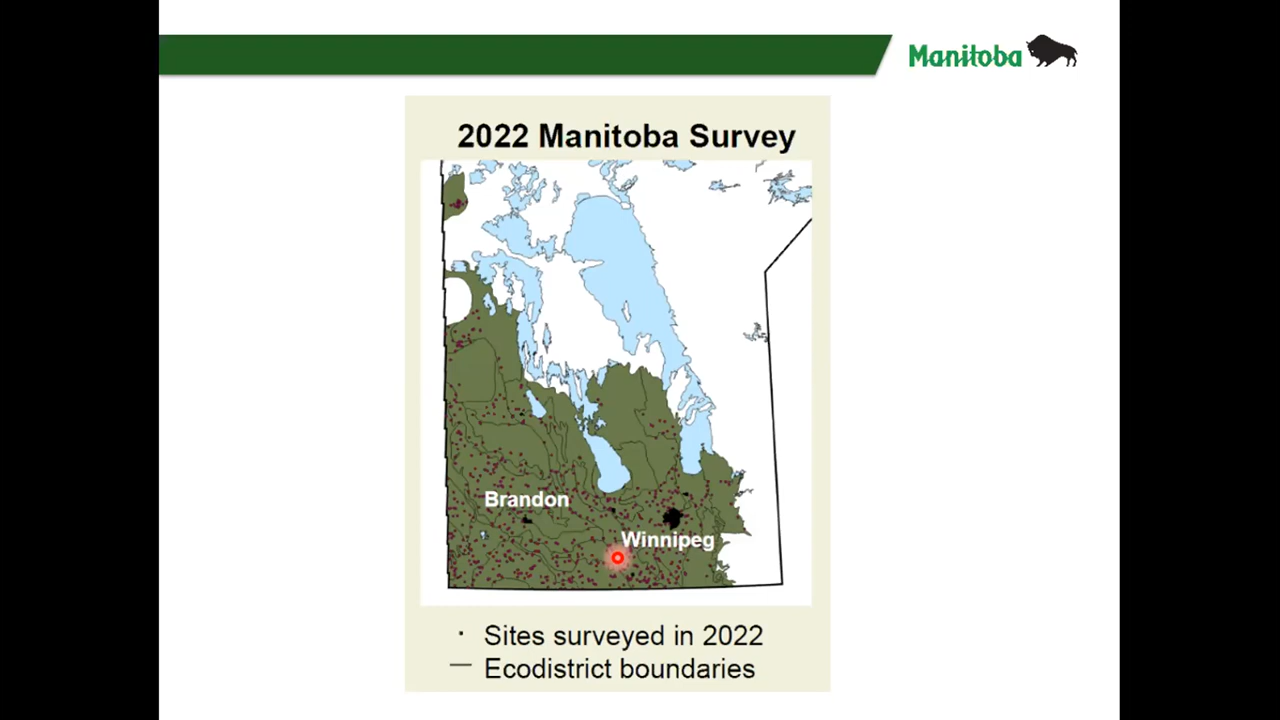 Manitoba
2022 Manitoba Survey
Brandon
Winnipeg
Sites surveyed in 2022
Ecodistrict boundaries